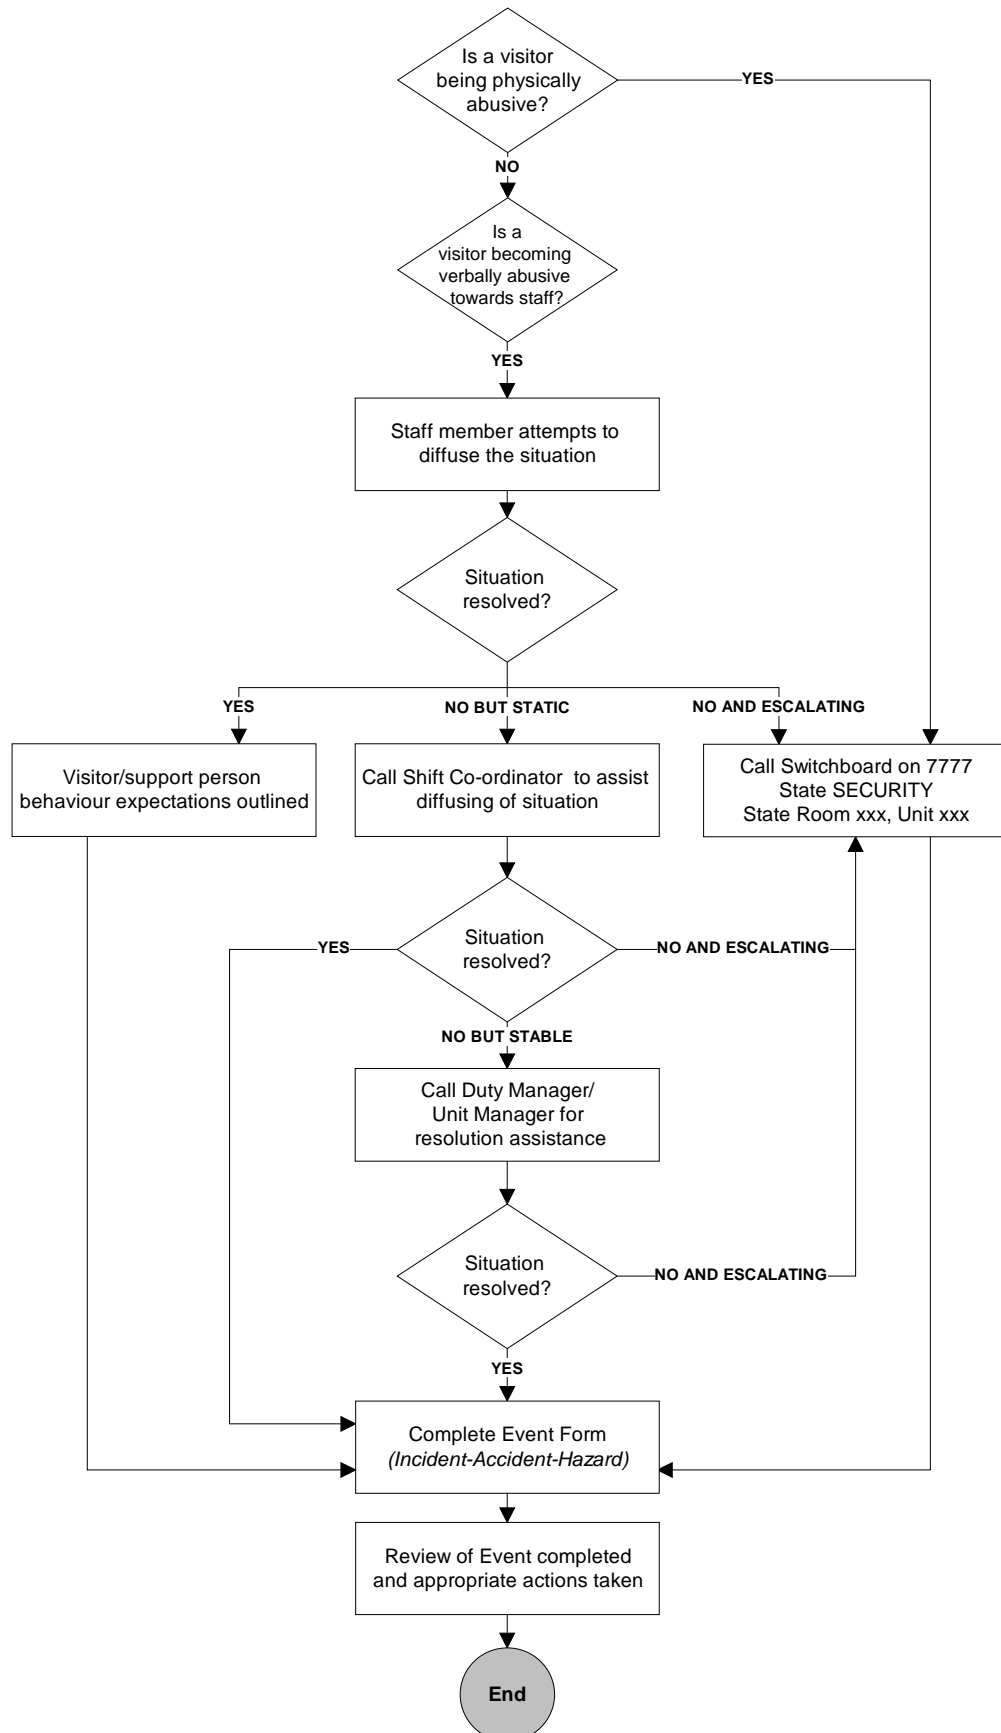 Is a visitor
being physically
abusive?
YES
NO
Is a
visitor becoming
verbally abusive
towards staff?
YES
Staff member attempts to
diffuse the situation
Situation
resolved?
YES
NO BUT STATIC
NO AND ESCALATING
Visitor/support person
behaviour expectations outlined
Call Shift Co-ordinator to assist
diffusing of situation
Call Switchboard on 7777
State SECURITY
State Room xxx, Unit xxx
Situation
resolved?
YES
NO AND ESCALATING
NO BUT STABLE
Call Duty Manager/
Unit Manager for
resolution assistance
Situation
resolved?
NO AND ESCALATING
YES
Complete Event Form
(Incident-Accident-Hazard)
Review of Event completed
and appropriate actions taken
End